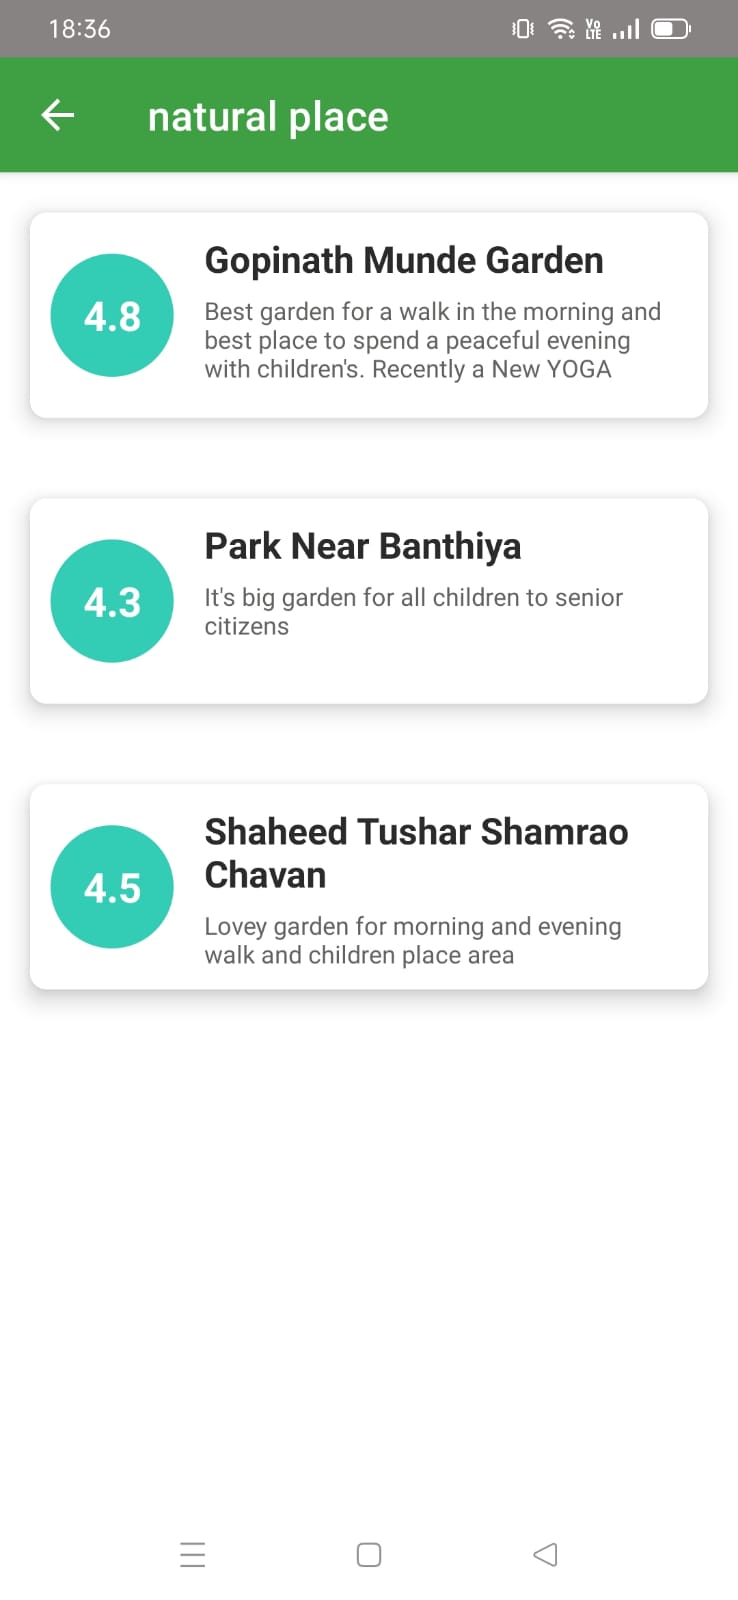 18:36
Vo
LTE
natural place
4.8
Gopinath Munde Garden
Best garden for a walk in the morning and
best place to spend a peaceful evening
with children's. Recently a New YOGA
4.3
Park Near Banthiya
It's big garden for all children to senior
citizens
4.5
Shaheed Tushar Shamrao
Chavan
Lovey garden for morning and evening
walk and children place area